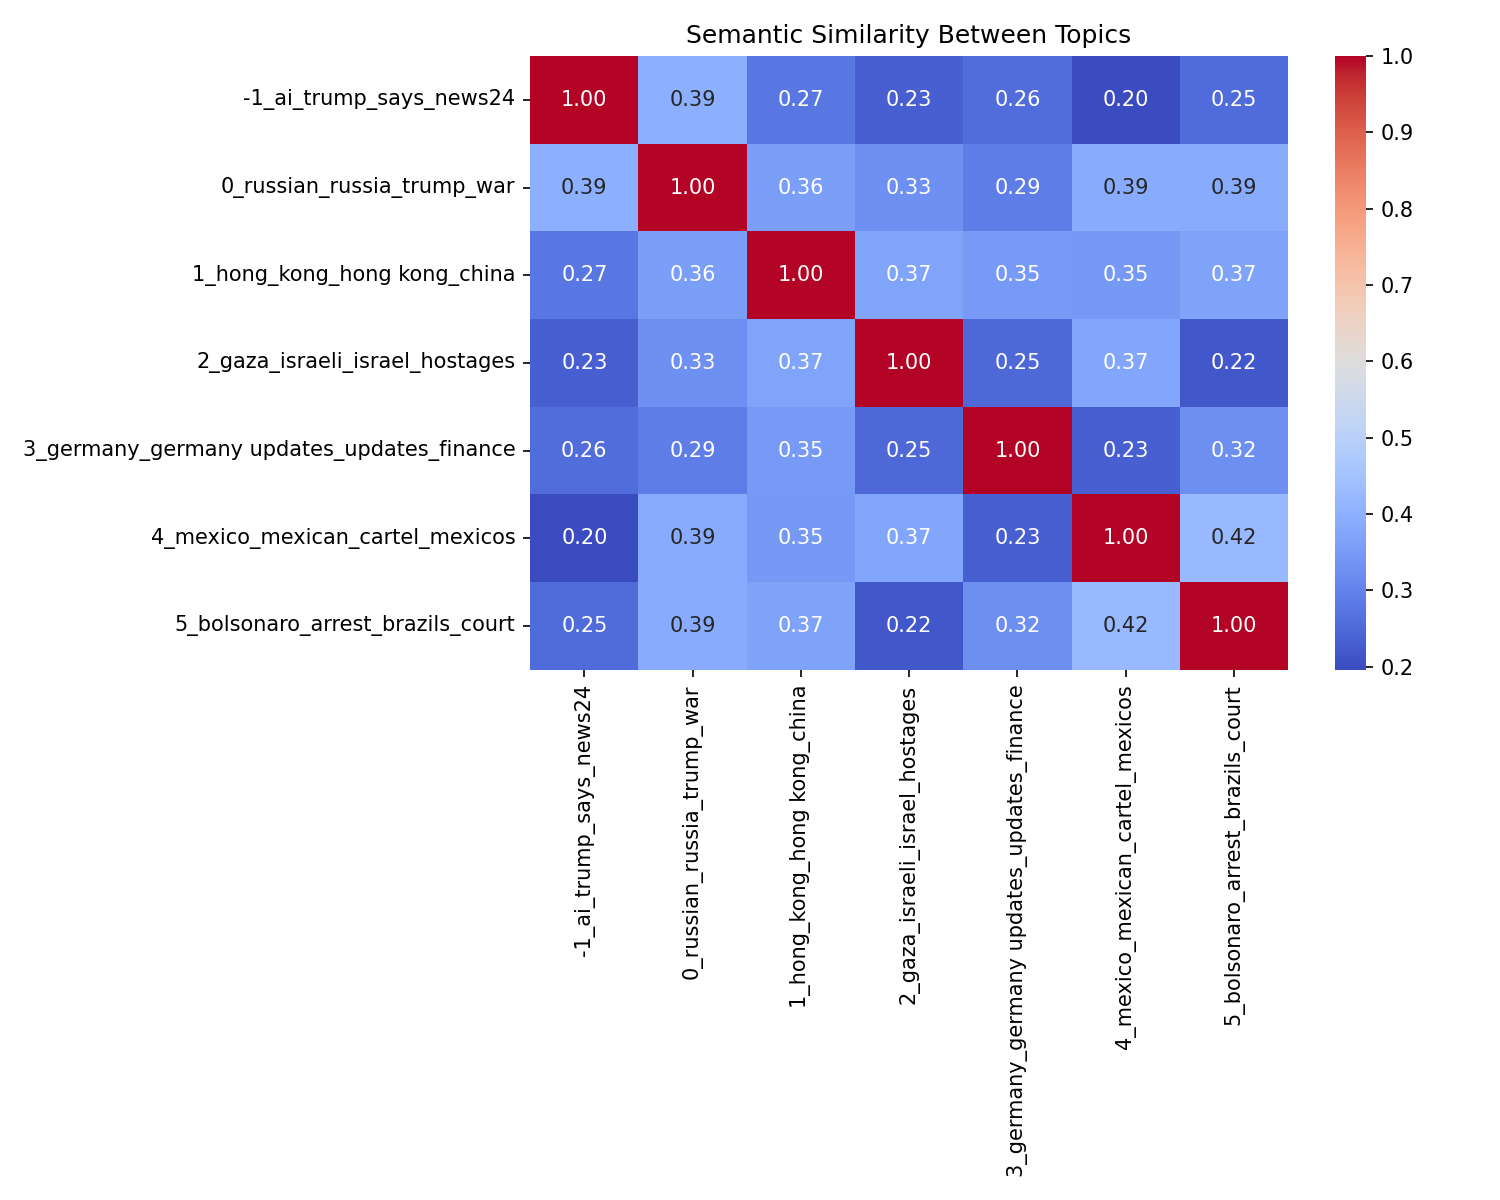 Semantic Similarity Between Topics
-1_ai_trump_says_news24 1.00 0.39 0.27 0.23 0.26 0.20 0.25
0_russian_russia_trump_war 0.39 1.00 0.36 0.33 0.29 0.39 0.39
1_hong_kong_hong kong_china 0.27 0.36 1.00 0.37 0.35 0.35 0.37
2_gaza_israeli_israel_hostages 0.23 0.33 0.37 1.00 0.25 0.37 0.22
3_germany_germany updates_updates_finance 0.26 0.29 0.35 0.25 1.00 0.23 0.32
4_mexico_mexican_cartel_mexicos 0.20 0.39 0.35 0.37 0.23 1.00 0.42
5_bolsonaro_arrest_brazils_court 0.25 0.39 0.37 0.22 0.32 0.42 1.00
-1_ai_trump_says_news24
0_russian_russia_trump_war
1_hong_kong_hong kong_china
2_gaza_israeli_israel_hostages
3_germany_germany updates_updates_finance
4_mexico_mexican_cartel_mexicos
5_bolsonaro_arrest_brazils_court
1.0
0.9
0.8
0.7
0.6
0.5
0.4
0.3
0.2